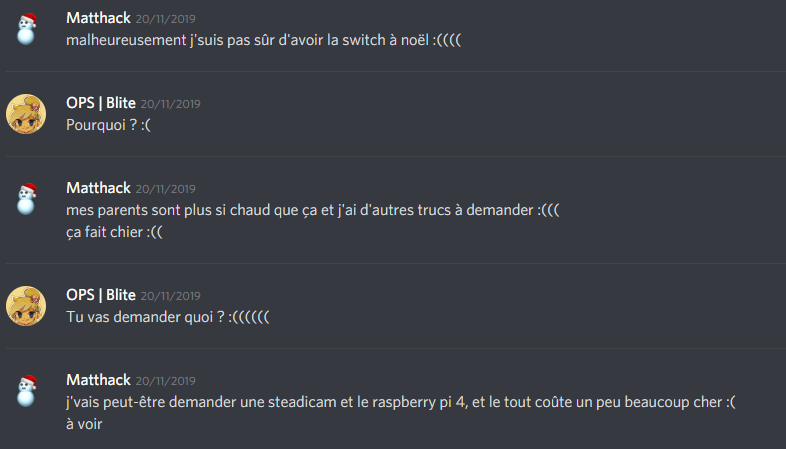 Matthack 20/11/2019
malheureusement j'suis pas sûr d'avoir la switch à noël :((((
OPS | Blite 20/11/2019
Pourquoi ? :(
Matthack 20/11/2019
mes parents sont plus si chaud que ça et j'ai d'autres trucs à demander :(((
ça fait chier :((
OPS | Blite 20/11/2019
Tu vas demander quoi ? :((((((
Matthack 20/11/2019
j'vais peut-être demander une steadicam et le raspberry pi 4, et le tout coûte un peu beaucoup cher :(
à voir